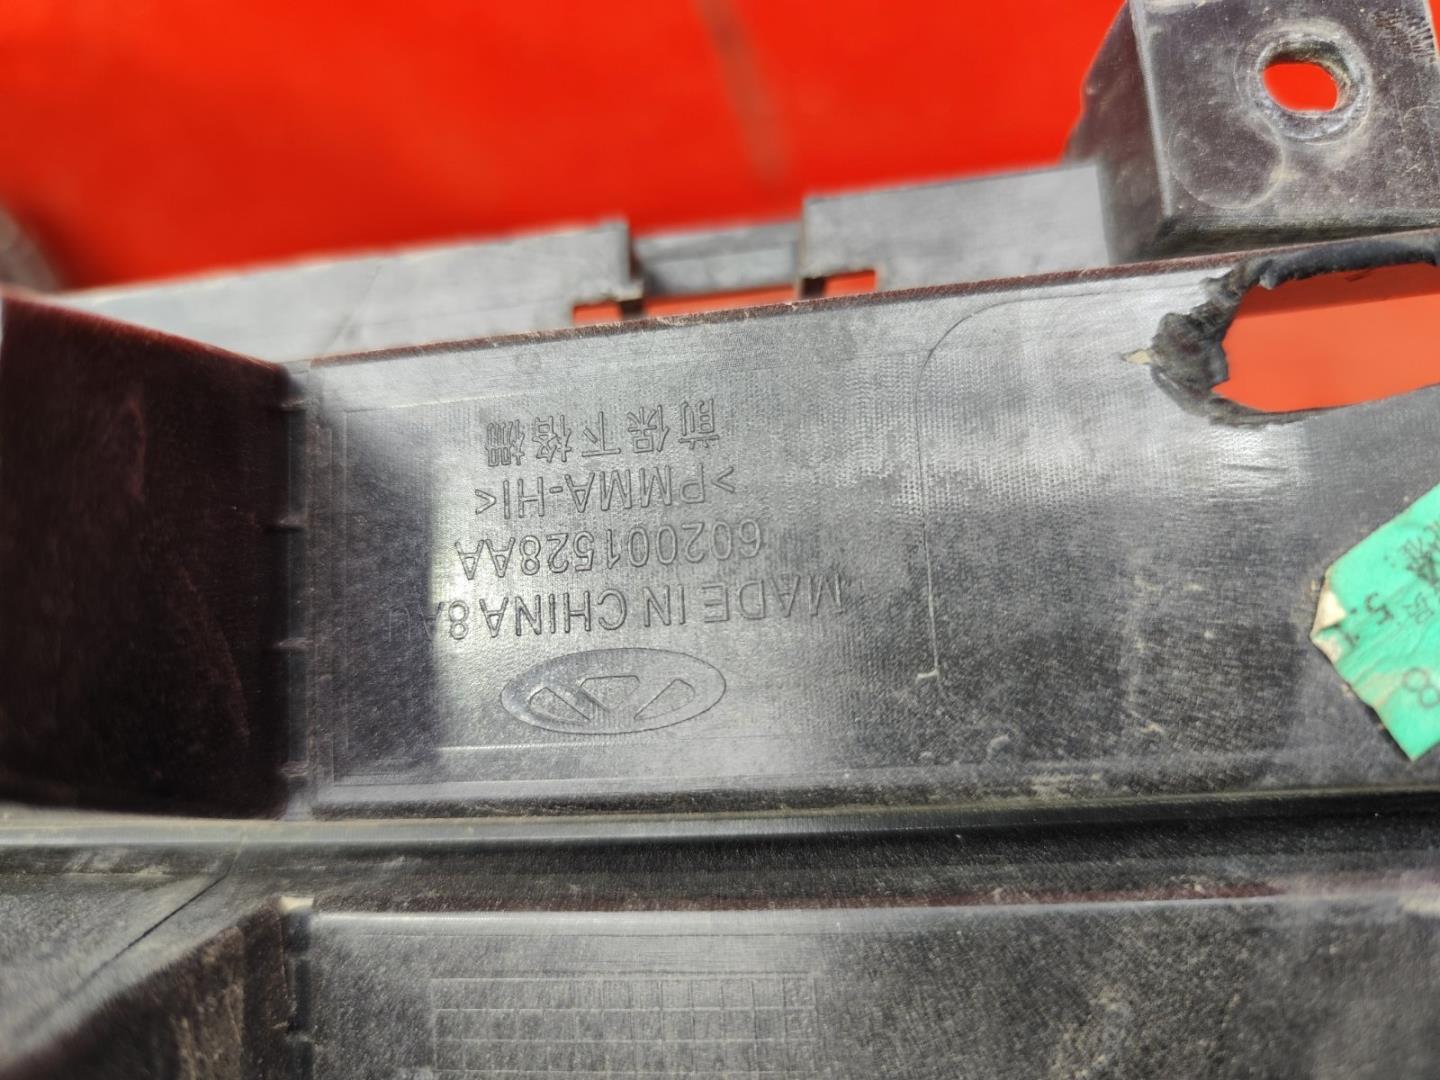 MADE IN CHINA 8AU
602001528AA
>PMMA-HI<
前保下格栅